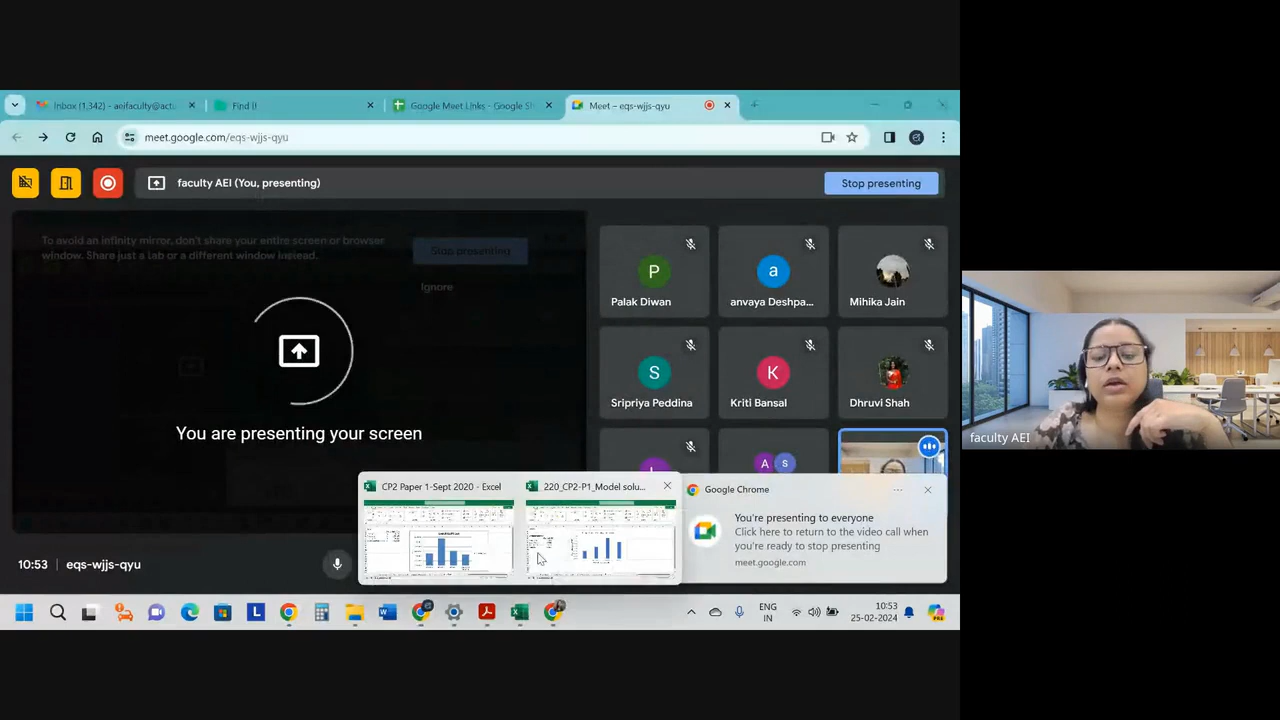 Inbox (1,342) - aeifaculty@actu
Find It
Google Meet Links - Google Sh
Meet – eqs-wjjs-qyu
meet.google.com/eqs-wjjs-qyu
faculty AEI (You, presenting)
Stop presenting
To avoid an infinity mirror, don't share your entire screen or browser
window. Share just a tab or a different window instead.
Stop presenting
Ignore
You are presenting your screen
P
Palak Diwan
a
anvaya Deshpa...
Mihika Jain
S
Sripriya Peddina
K
Kriti Bansal
Dhruvi Shah
A
s
faculty AEI
CP2 Paper 1-Sept 2020 - Excel
220_CP2-P1_Model solu...
Google Chrome
You're presenting to everyone
Click here to return to the video call when
you're ready to stop presenting
meet.google.com
10:53
eqs-wjjs-qyu
L
W
ENG
IN
10:53
25-02-2024